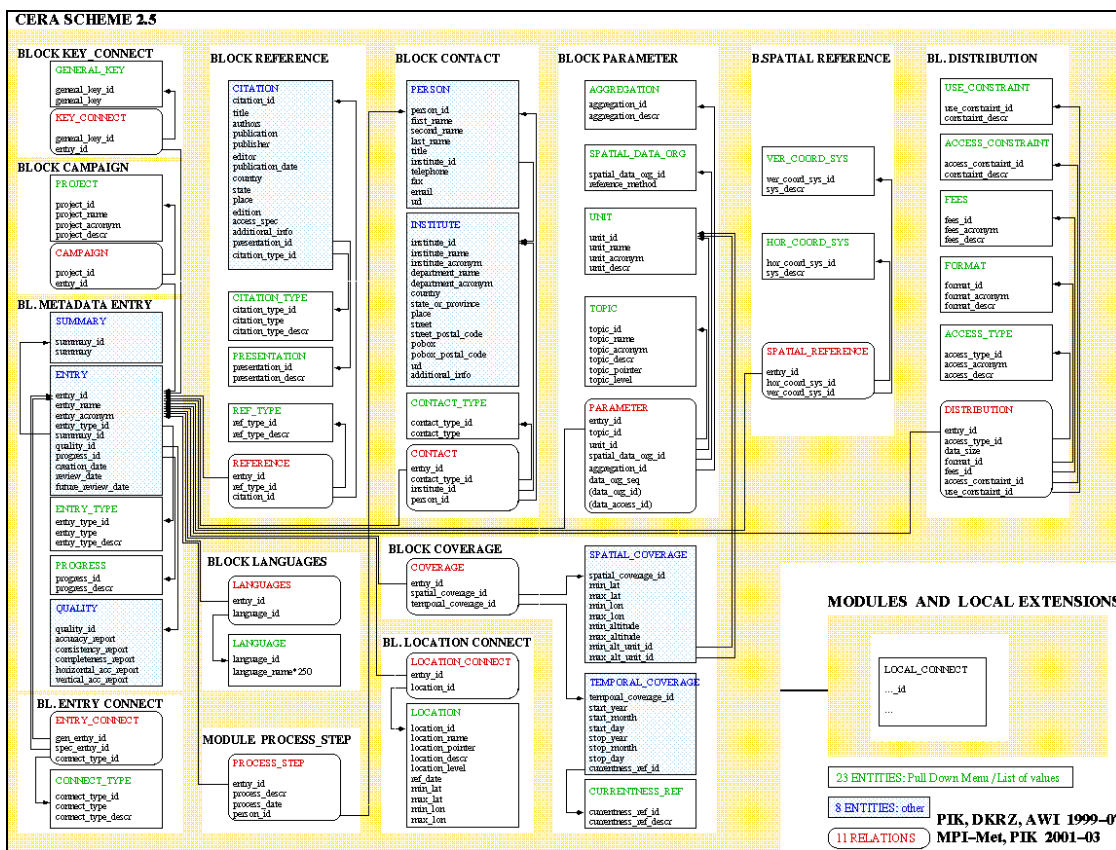 CERA SCHEME 2.5
BLOCK KEY_CONNECT
GENERAL_KEY
general_key_id
general_key
KEY_CONNECT
general_key_id
entry_id
BLOCK CAMPAIGN
PROJECT
project_id
project_name
project_acronym
project_descr
CAMPAIGN
project_id
entry_id
BL. METADATA ENTRY
SUMMARY
summary_id
summary
ENTRY
entry_id
entry_name
entry_acronym
entry_type_id
summary_id
quality_id
progress_id
creation_date
review_date
future_review_date
ENTRY_TYPE
entry_type_id
entry_type
entry_type_descr
PROGRESS
progress_id
progress_descr
QUALITY
quality_id
accuracy_report
consistency_report
completeness_report
horizontal_acc_report
vertical_acc_report
BL. ENTRY CONNECT
ENTRY_CONNECT
gen_entry_id
spec_entry_id
connect_type_id
CONNECT_TYPE
connect_type_id
connect_type
connect_type_descr
BLOCK REFERENCE
CITATION
citation_id
title
authors
publication
publisher
editor
publication_date
country
state
place
edition
access_spec
additional_info
presentation_id
citation_type_id
CITATION_TYPE
citation_type_id
citation_type
citation_type_descr
PRESENTATION
presentation_id
presentation_descr
REF_TYPE
ref_type_id
ref_type_descr
REFERENCE
entry_id
ref_type_id
citation_id
BLOCK LANGUAGES
LANGUAGES
entry_id
language_id
LANGUAGE
language_id
language_name*250
MODULE PROCESS_STEP
PROCESS_STEP
entry_id
process_descr
process_date
person_id
BLOCK CONTACT
PERSON
person_id
first_name
second_name
last_name
title
institute_id
telephone
fax
email
url
INSTITUTE
institute_id
institute_name
institute_acronym
department_name
department_acronym
country
state_or_province
place
street
street_postal_code
pobox
pobox_postal_code
url
additional_info
CONTACT_TYPE
contact_type_id
contact_type
CONTACT
entry_id
contact_type_id
institute_id
person_id
BLOCK COVERAGE
COVERAGE
entry_id
spatial_coverage_id
temporal_coverage_id
BL. LOCATION CONNECT
LOCATION_CONNECT
entry_id
location_id
LOCATION
location_id
location_name
location_pointer
location_descr
location_level
ref_date
min_lat
max_lat
min_lon
max_lon
BLOCK PARAMETER
AGGREGATION
aggregation_id
aggregation_descr
SPATIAL_DATA_ORG
spatial_data_org_id
reference_method
UNIT
unit_id
unit_name
unit_acronym
unit_descr
TOPIC
topic_id
topic_name
topic_acronym
topic_descr
topic_pointer
topic_level
PARAMETER
entry_id
topic_id
unit_id
spatial_data_org_id
aggregation_id
data_org_seq
(data_org_id)
(data_access_id)
SPATIAL_COVERAGE
spatial_coverage_id
min_lat
max_lat
min_lon
max_lon
min_altitude
max_altitude
min_alt_unit_id
max_alt_unit_id
TEMPORAL_COVERAGE
temporal_coverage_id
start_year
start_month
start_day
stop_year
stop_month
stop_day
currentness_ref_id
CURRENTNESS_REF
currentness_ref_id
currentness_ref_descr
B.SPATIAL REFERENCE
VER_COORD_SYS
ver_coord_sys_id
sys_descr
HOR_COORD_SYS
hor_coord_sys_id
sys_descr
SPATIAL_REFERENCE
entry_id
hor_coord_sys_id
ver_coord_sys_id
BL. DISTRIBUTION
USE_CONSTRAINT
use_constraint_id
constraint_descr
ACCESS_CONSTRAINT
access_constraint_id
constraint_descr
FEES
fees_id
fees_acronym
fees_descr
FORMAT
format_id
format_acronym
format_descr
ACCESS_TYPE
access_type_id
access_acronym
access_descr
DISTRIBUTION
entry_id
access_type_id
data_size
format_id
fees_id
access_constraint_id
use_constraint_id
MODULES AND LOCAL EXTENSIONS
LOCAL_CONNECT
..._id
...
23 ENTITIES: Pull Down Menu / List of values
8 ENTITIES: other
11 RELATIONS
PIK, DKRZ, AWI 1999-0
MPI-Met, PIK 2001-03